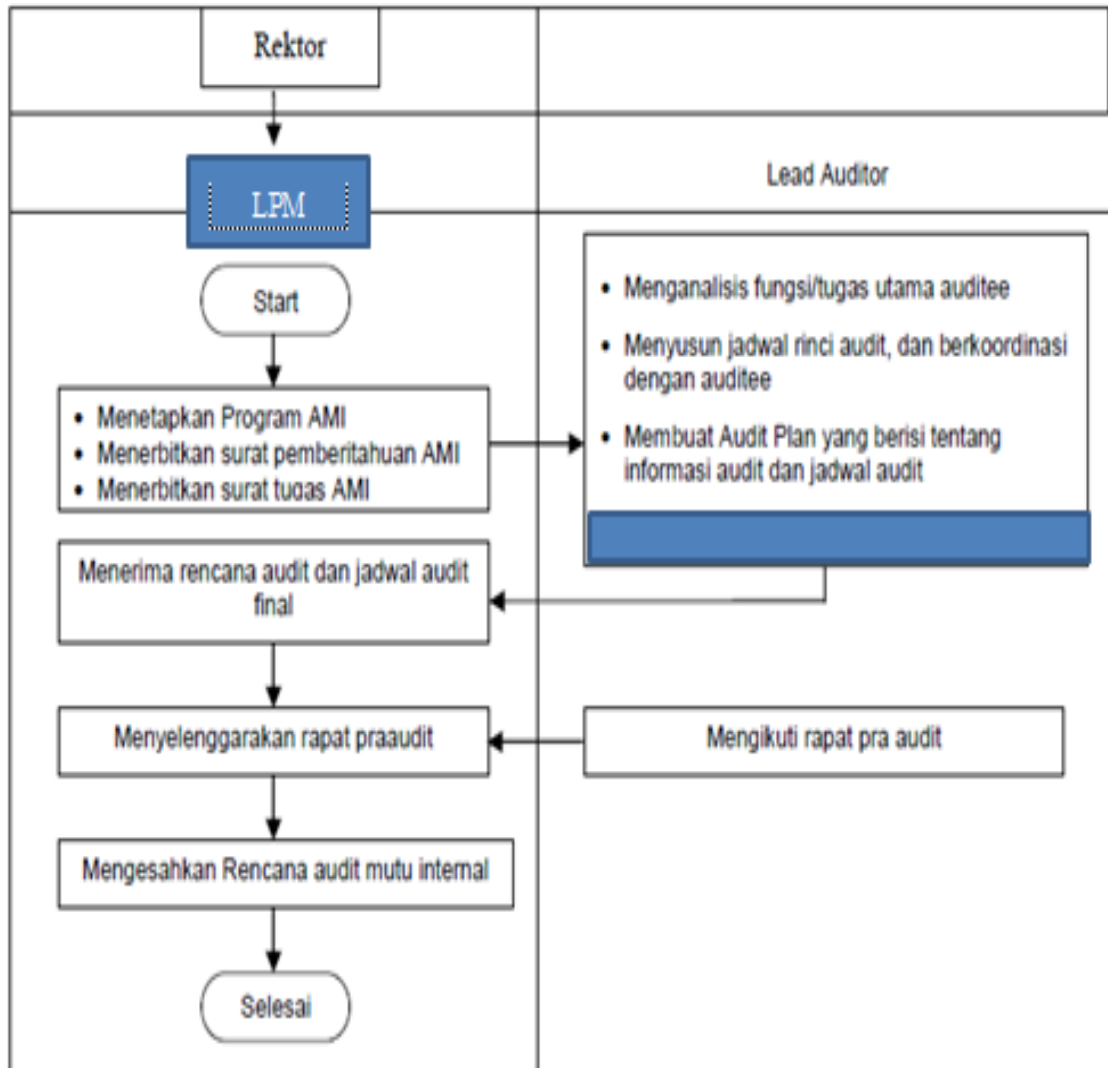 Rektor
LPM
Lead Auditor
Start
• Menganalisis fungsi/tugas utama auditee
• Menyusun jadwal rinci audit, dan berkoordinasi
dengan auditee
• Membuat Audit Plan yang berisi tentang
informasi audit dan jadwal audit
• Menetapkan Program AMI
• Menerbitkan surat pemberitahuan AMI
• Menerbitkan surat tugas AMI
Menerima rencana audit dan jadwal audit
final
Menyelenggarakan rapat praaudit
Mengikuti rapat pra audit
Mengesahkan Rencana audit mutu internal
Selesai